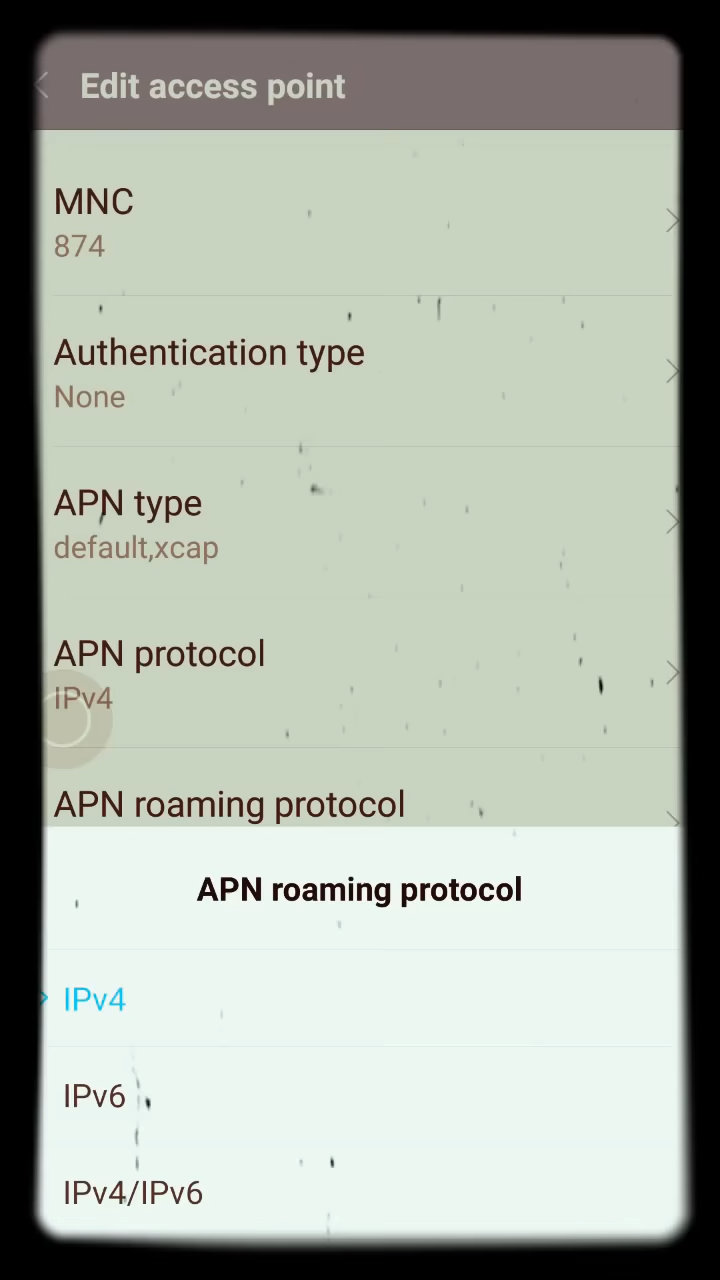 Edit access point
MNC
874
Authentication type
None
APN type
default,xcap
APN protocol
IPv4
APN roaming protocol
APN roaming protocol
IPv4
IPv6
IPv4/IPv6